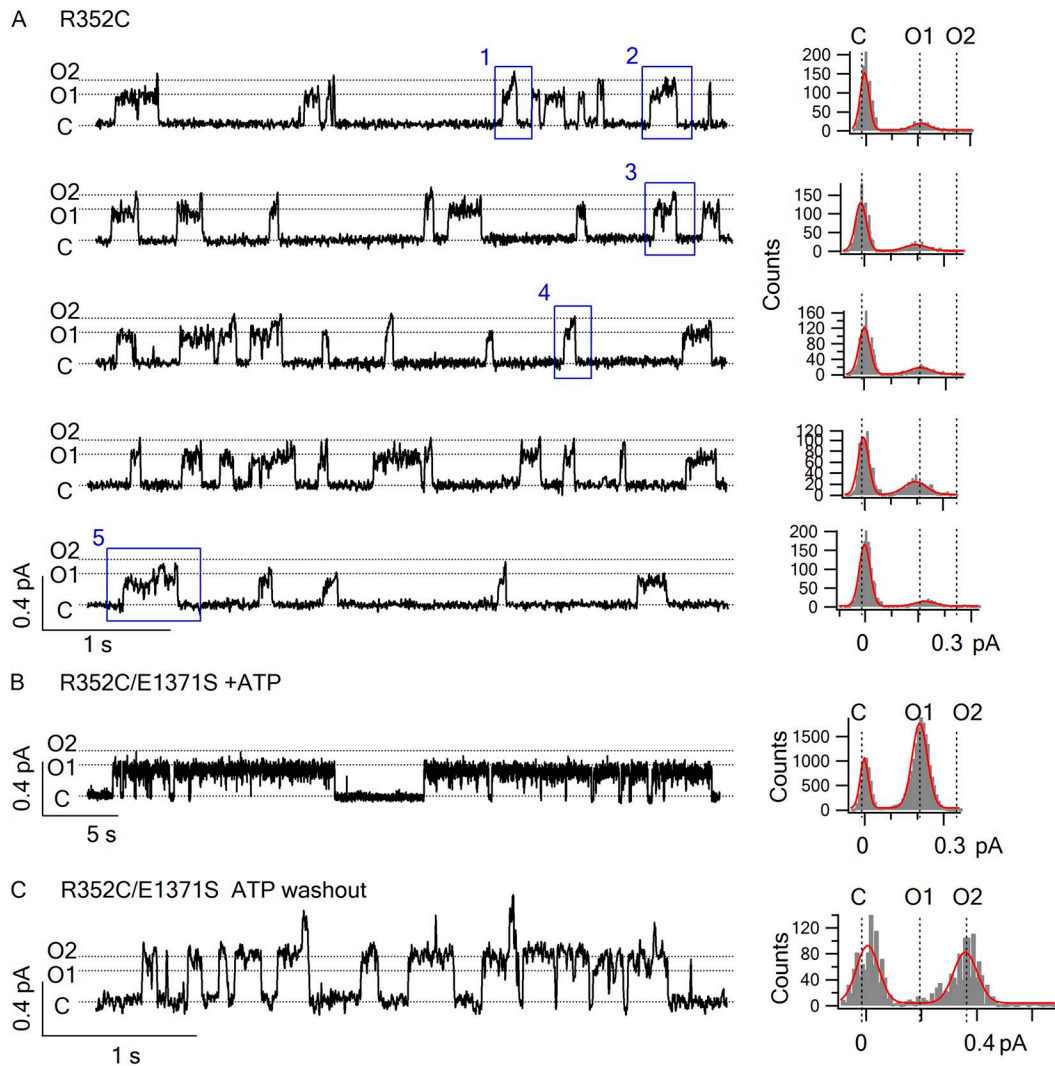 A R352C
C O1 O2
O2 1 2 200
O1 150
100
50
C 0
O2 3 150
O1 100
50
C 0
Counts
O2 4 160
O1 120
80
40
C 0
O2 120
O1 100
80
60
40
20
C 0
O2 5 200
O1 150
100
50
C 0
0.4 pA
1 s
0 0.3 pA
B R352C/E1371S +ATP
C O1 O2
O2
O1
C
0.4 pA
5 s
Counts
1500
1000
500
0
0 0.3 pA
C R352C/E1371S ATP washout
C O1 O2
O2
O1
C
0.4 pA
1 s
Counts
120
80
40
0
0 0.4 pA